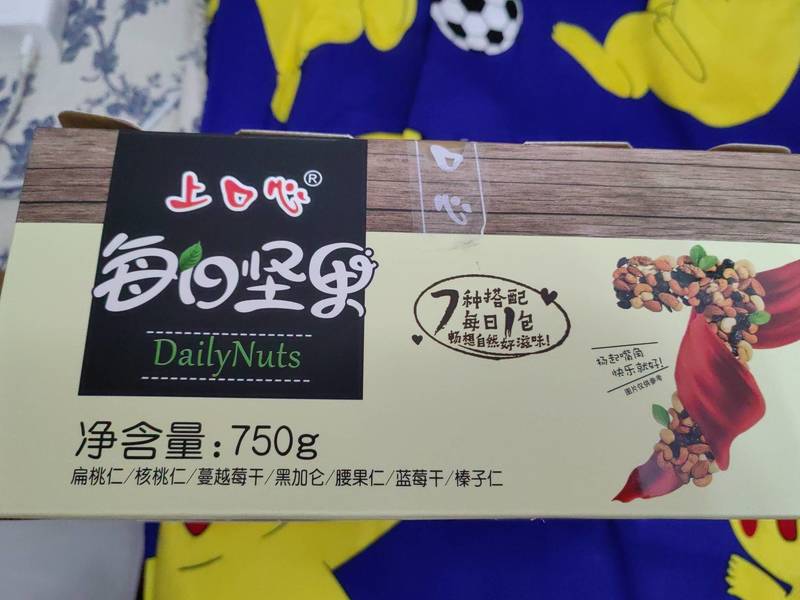 上口心®
口心
每日坚果
DailyNuts
7种搭配
每日1包
畅想自然好滋味!
扬起嘴角
快乐就好!
图片仅供参考
净含量:750g
扁桃仁/核桃仁/蔓越莓干/黑加仑/腰果仁/蓝莓干/榛子仁